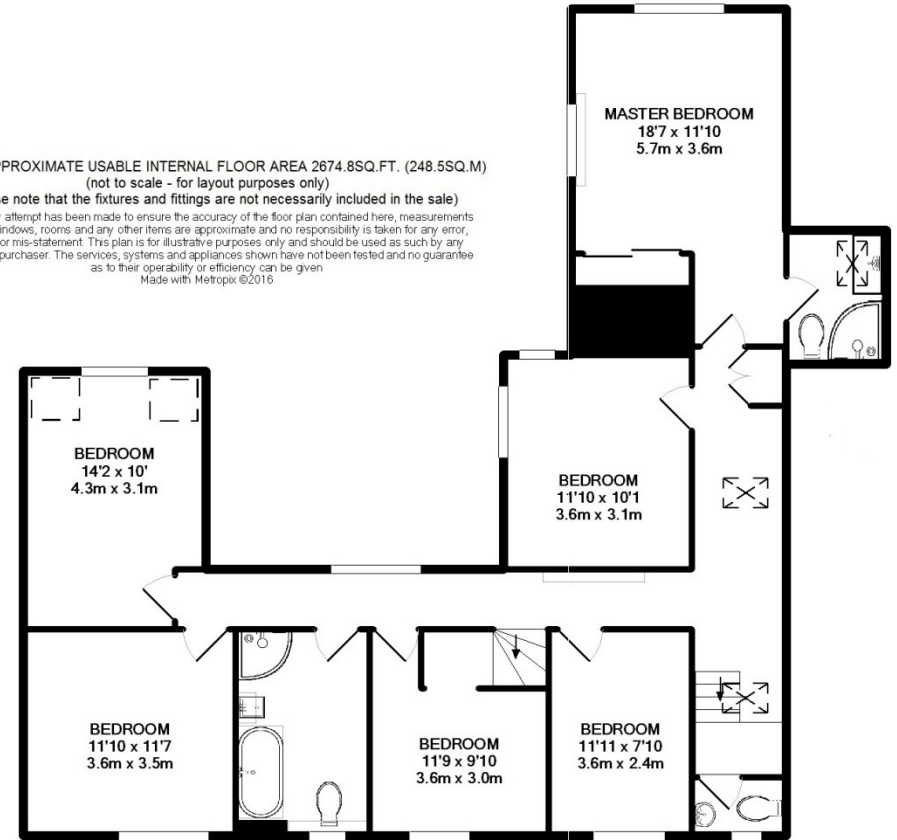 PPROXIMATE USABLE INTERNAL FLOOR AREA 2674.8SQ.FT. (248.5SQ.M)
(not to scale - for layout purposes only)
e note that the fixtures and fittings are not necessarily included in the sale)
attempt has been made to ensure the accuracy of the floor plan contained here, measurements
indows, rooms and any other items are approximate and no responsibility is taken for any error,
or mis-statement. This plan is for illustrative purposes only and should be used as such by any
purchaser. The services, systems and appliances shown have not been tested and no guarantee
as to their operability or efficiency can be given
Made with Metropix ©2016
MASTER BEDROOM
18'7 x 11'10
5.7m x 3.6m
BEDROOM
14'2 x 10'
4.3m x 3.1m
BEDROOM
11'10 x 10'1
3.6m x 3.1m
BEDROOM
11'10 x 11'7
3.6m x 3.5m
BEDROOM
11'9 x 9'10
3.6m x 3.0m
BEDROOM
11'11 x 7'10
3.6m x 2.4m